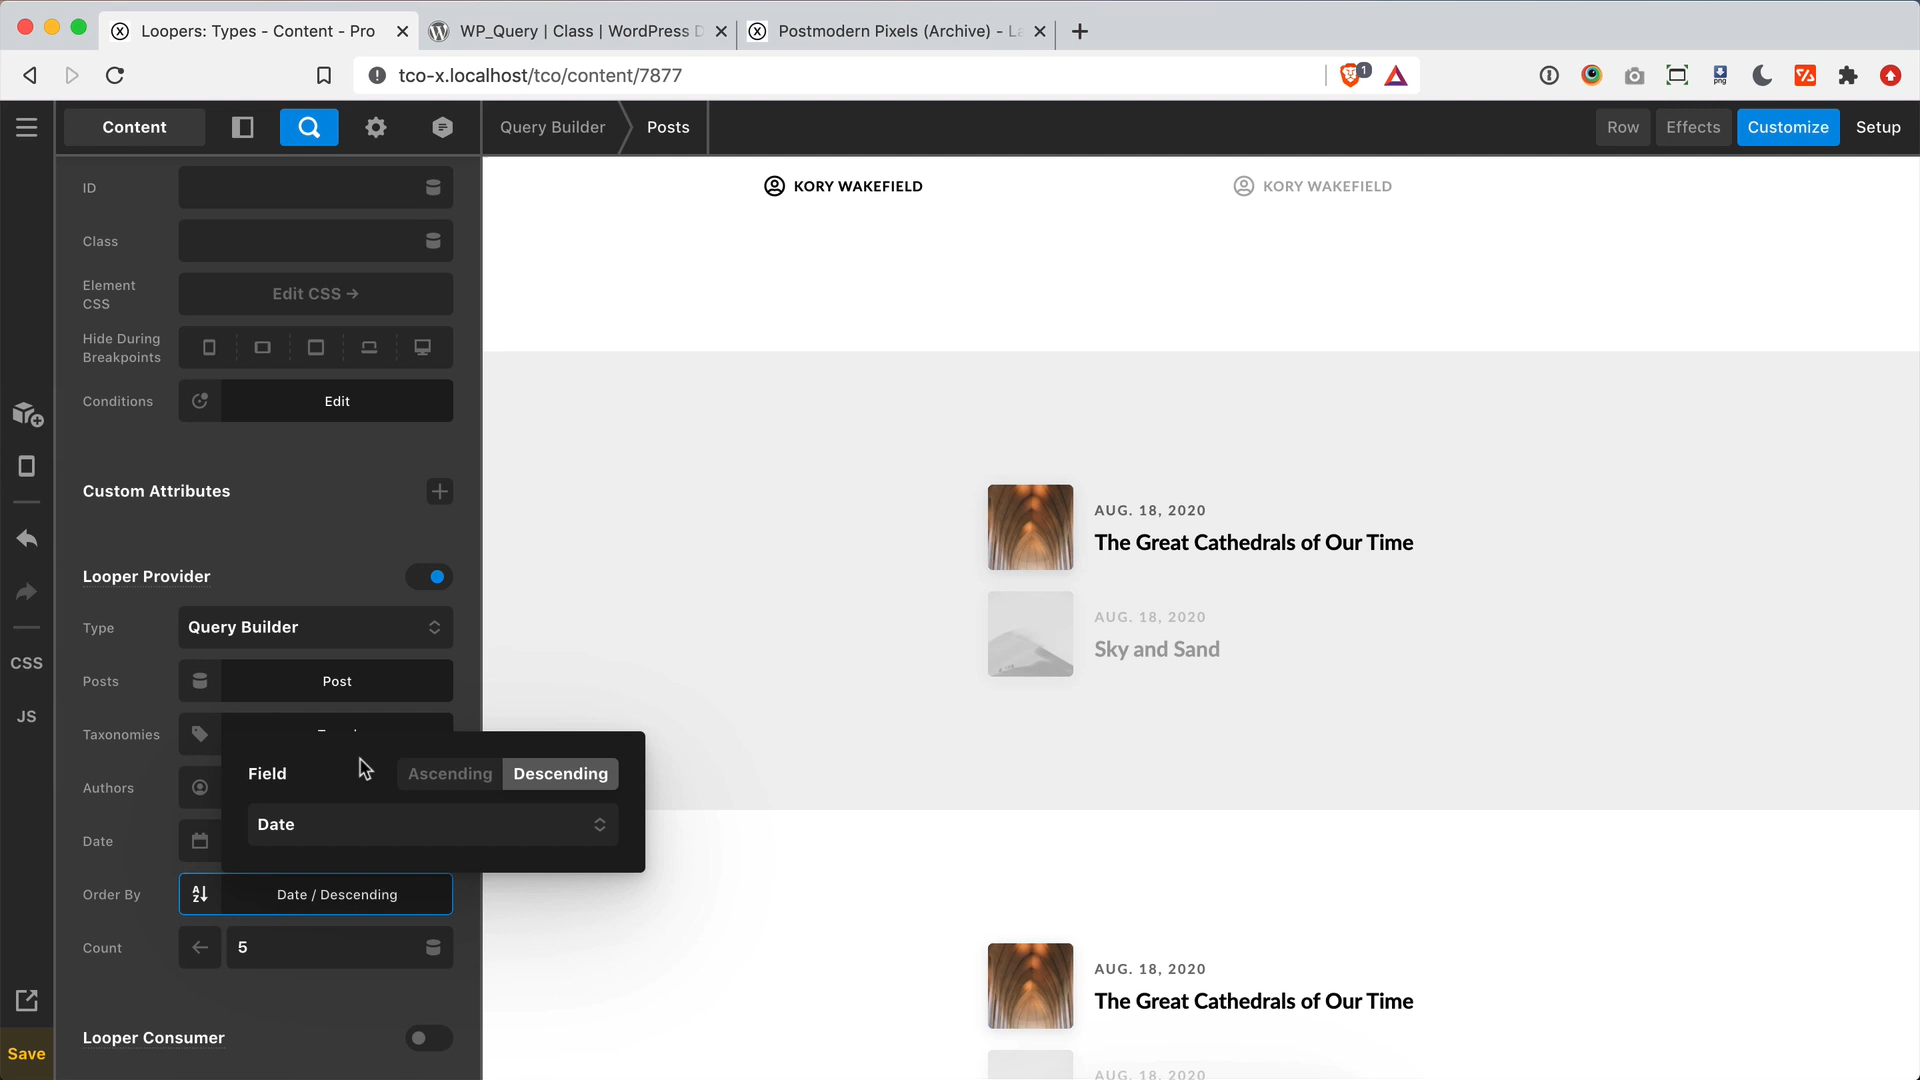 Loopers: Types - Content - Pro
WP_Query | Class | WordPress D
Postmodern Pixels (Archive) - La
tco-x.localhost/tco/content/7877
1
png
Content
Query Builder
Posts
Row
Effects
Customize
Setup
ID
Class
Element
CSS
Edit CSS →
Hide During
Breakpoints
Conditions
Edit
Custom Attributes
Looper Provider
Type
Query Builder
Posts
Post
Taxonomies
Authors
Date
Field
Ascending
Descending
Date
Order By
Date / Descending
Count
5
Looper Consumer
CSS
JS
Save
KORY WAKEFIELD
KORY WAKEFIELD
AUG. 18, 2020
The Great Cathedrals of Our Time
AUG. 18, 2020
Sky and Sand
AUG. 18, 2020
The Great Cathedrals of Our Time
AUG. 18, 2020